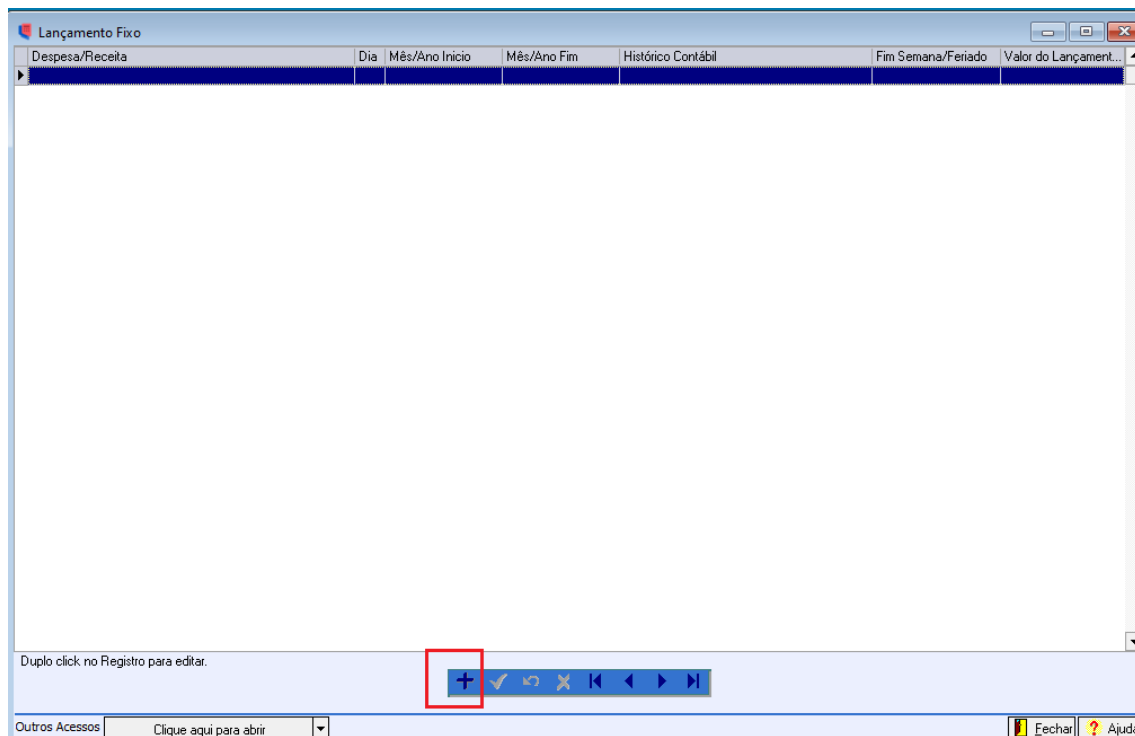 Lançamento Fixo
Despesa/Receita Dia Mês/Ano Inicio Mês/Ano Fim Histórico Contábil Fim Semana/Feriado Valor do Lançament...
Duplo click no Registro para editar.
Outros Acessos Clique aqui para abrir Fechar Ajuda